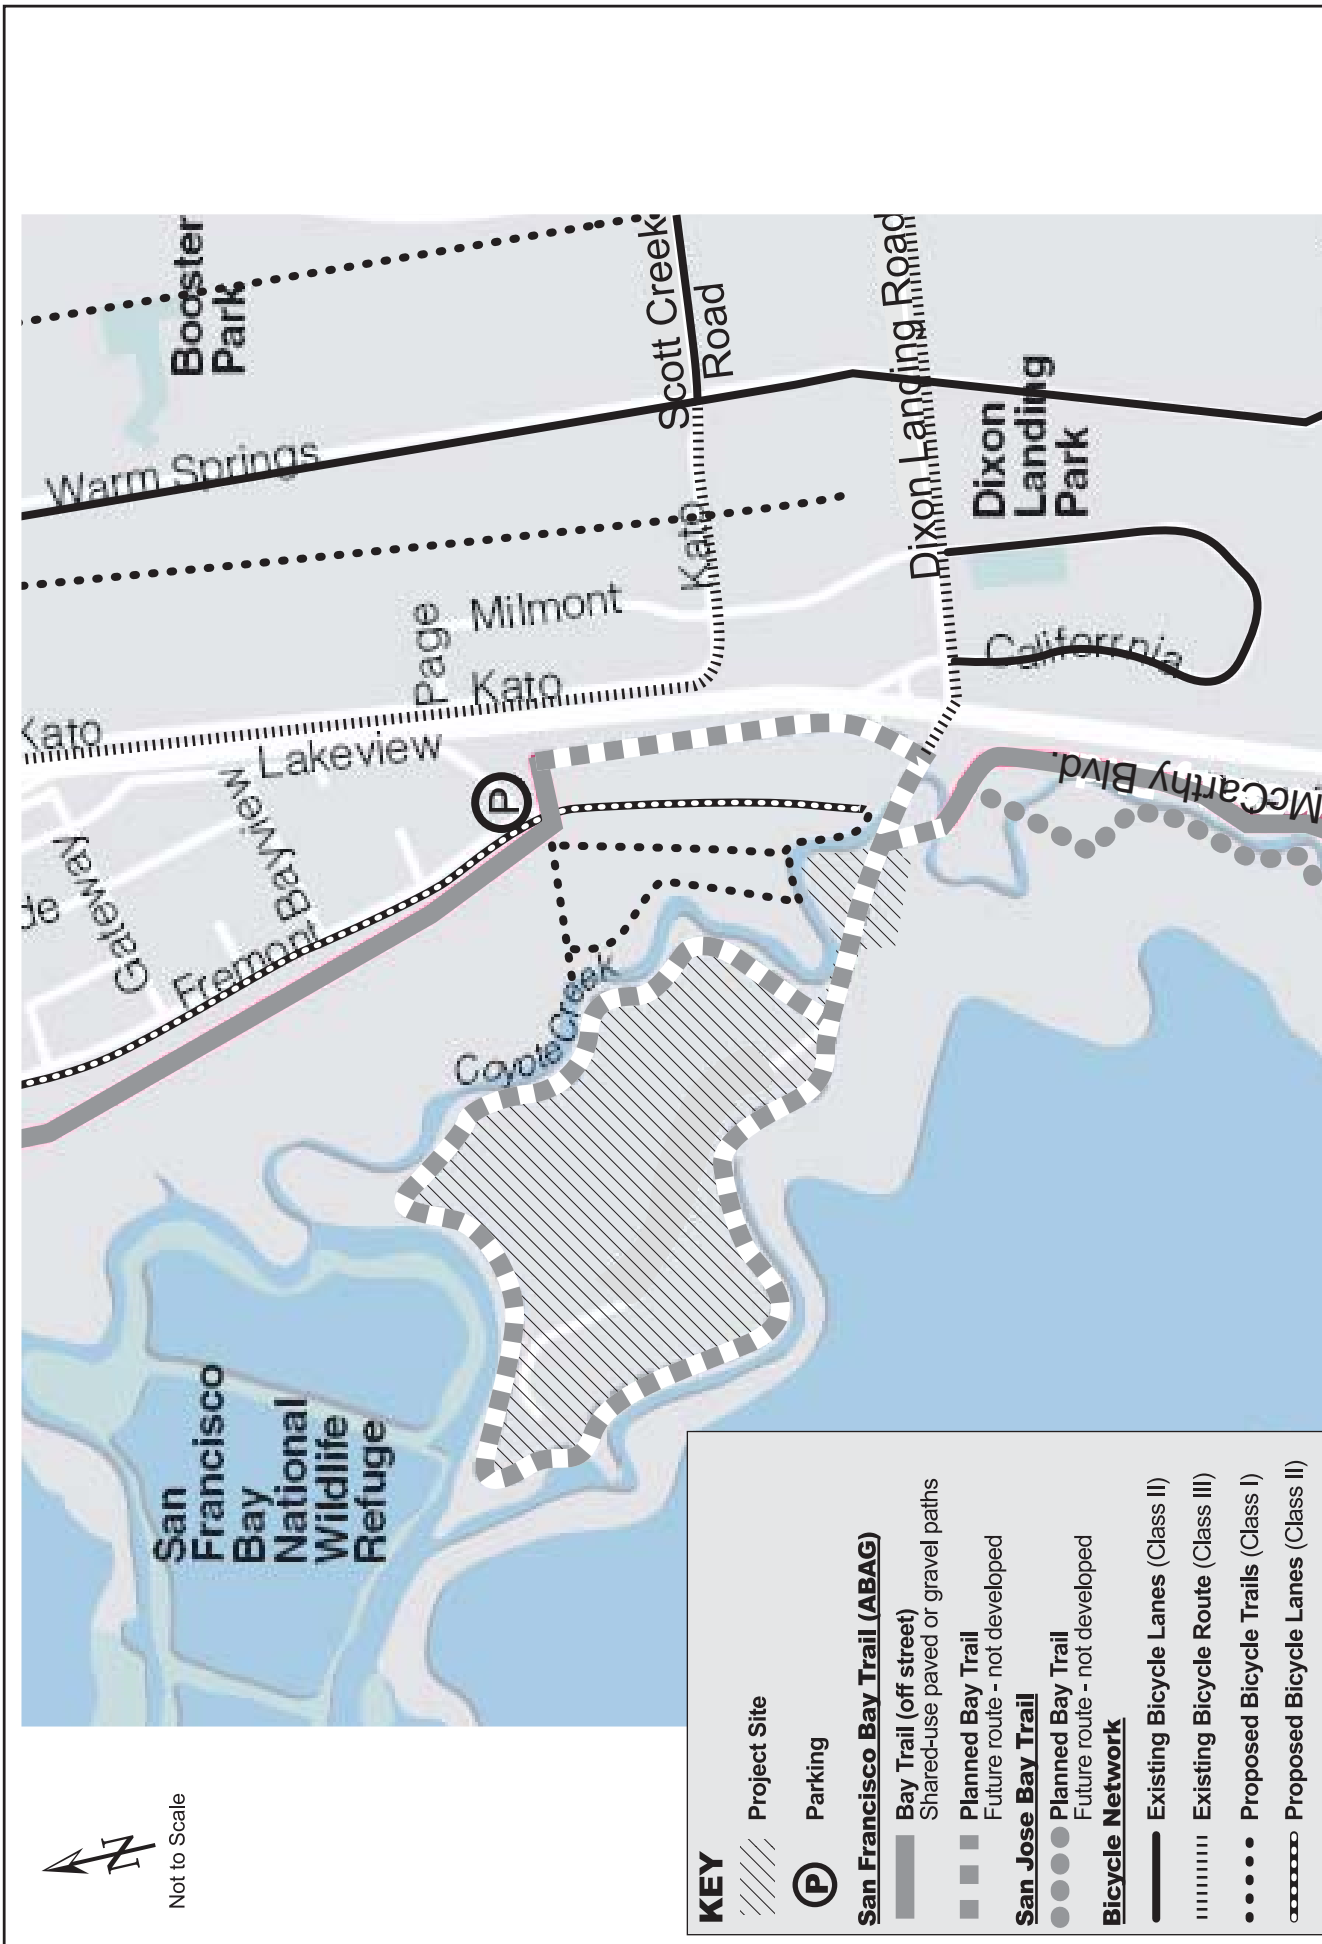 Not to Scale
N
San
Francisco
Bay
National
Wildlife
Refuge
Coyote Creek
de
Gateway
Fremont
Bayview
Kato
Lakeview
P
Page
Kato
Milmont
Kato
Warm Springs
Booster
Park
Scott Creek
Road
Dixon Landing Road
Dixon
Landing
Park
California
McCarthy Blvd.
KEY
Project Site
P Parking
San Francisco Bay Trail (ABAG)
Bay Trail (off street)
Shared-use paved or gravel paths
Planned Bay Trail
Future route - not developed
San Jose Bay Trail
Planned Bay Trail
Future route - not developed
Bicycle Network
Existing Bicycle Lanes (Class II)
Existing Bicycle Route (Class III)
Proposed Bicycle Trails (Class I)
Proposed Bicycle Lanes (Class II)